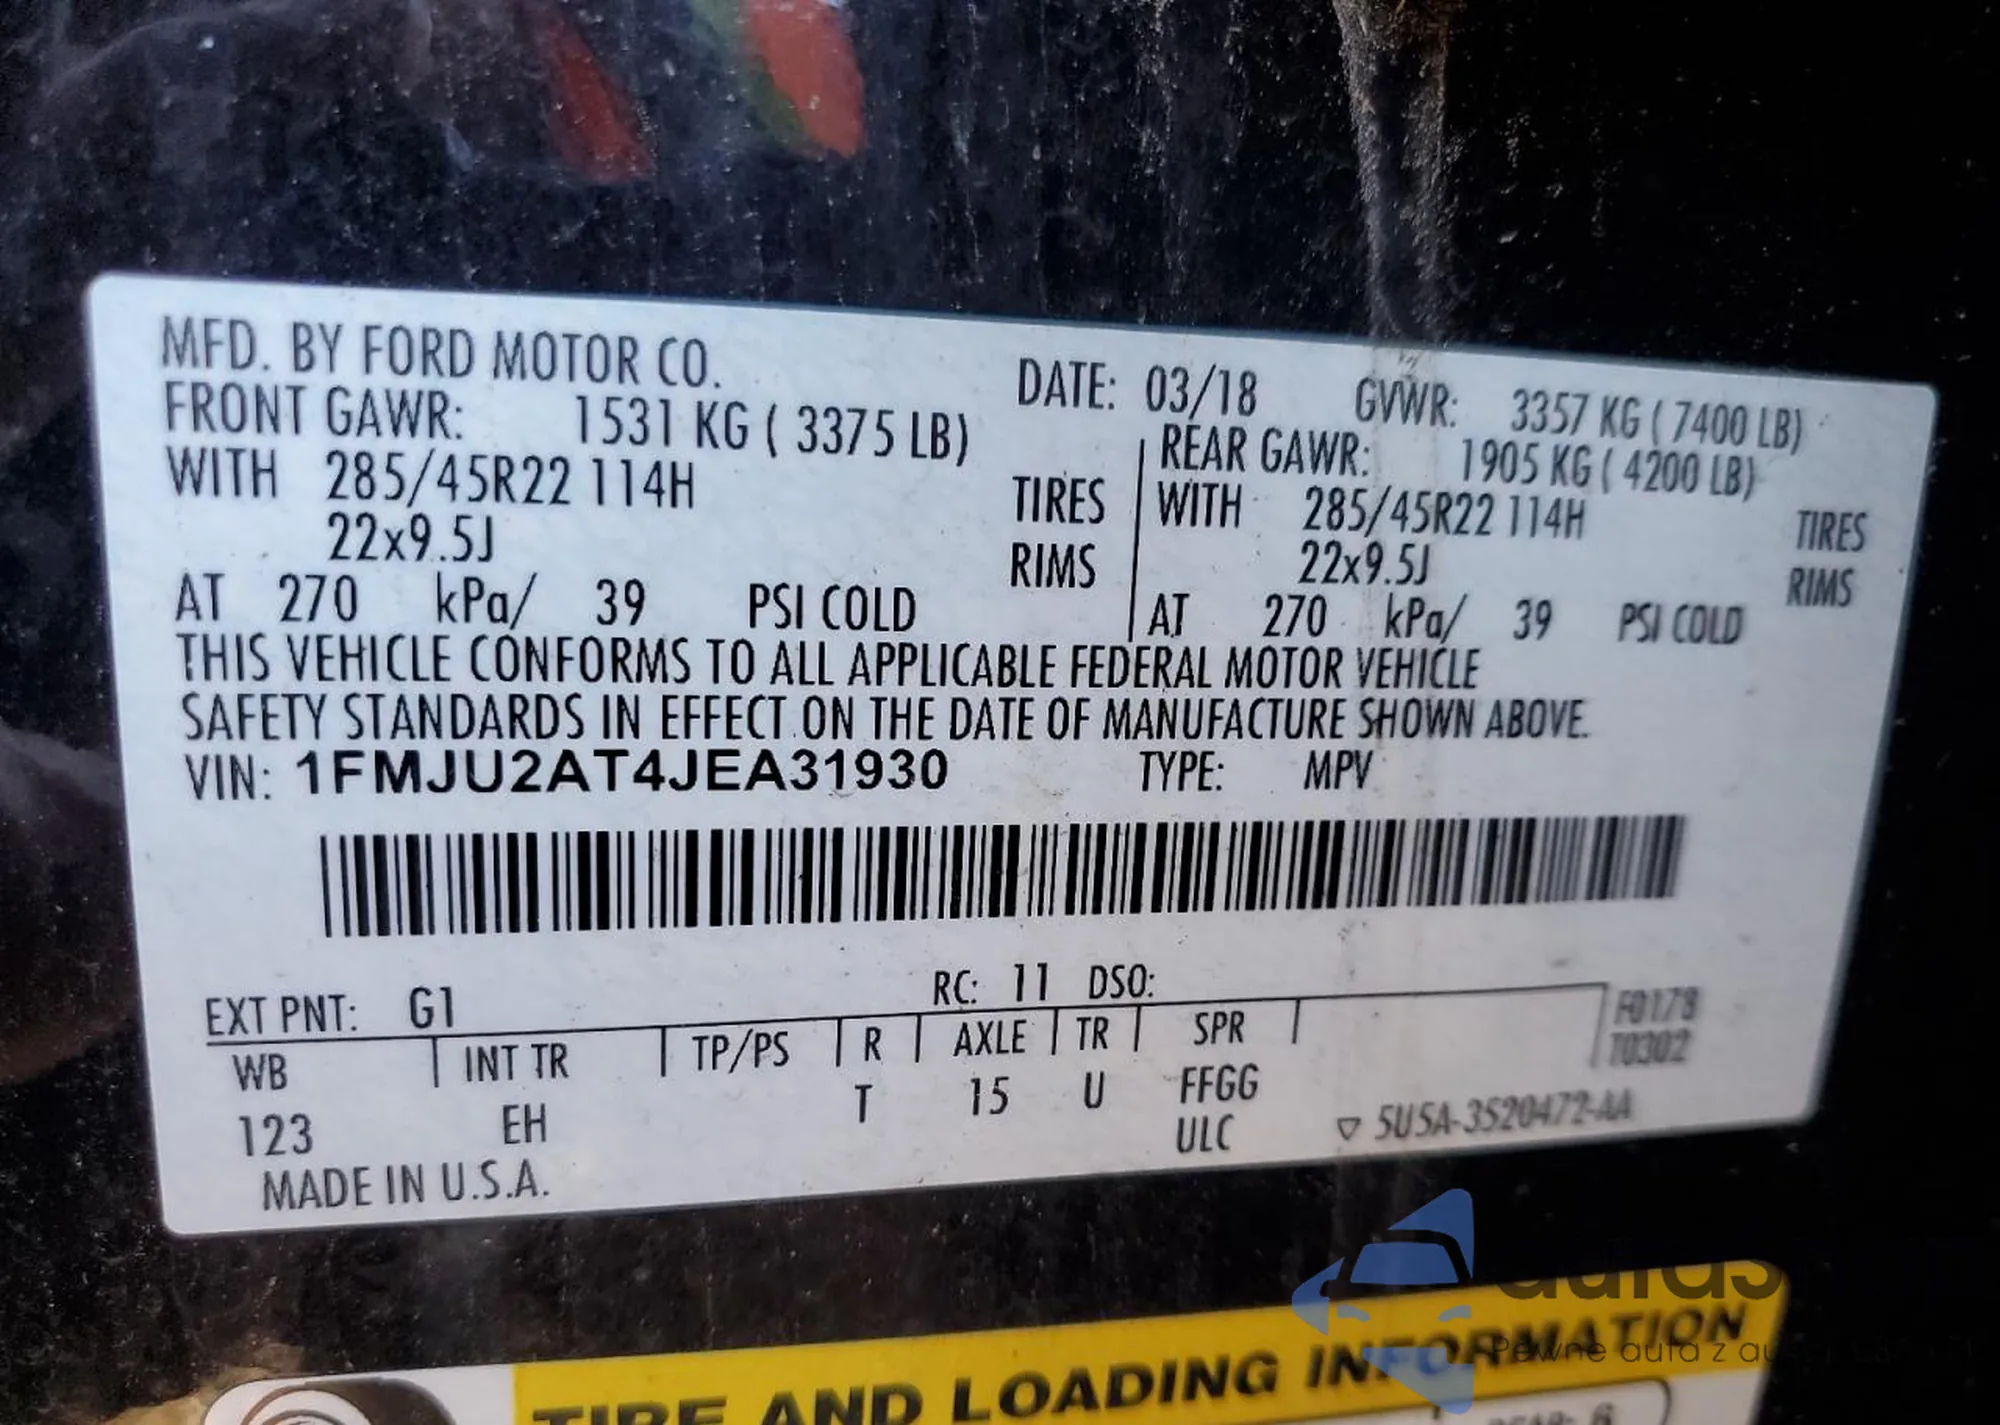 MFD. BY FORD MOTOR CO.
DATE: 03/18 GVWR: 3357 KG ( 7400 LB)
FRONT GAWR: 1531 KG ( 3375 LB)
WITH 285/45R22 114H TIRES
22x9.5J RIMS
AT 270 kPa/ 39 PSI COLD
REAR GAWR: 1905 KG ( 4200 LB)
WITH 285/45R22 114H TIRES
22x9.5J RIMS
AT 270 kPa/ 39 PSI COLD
THIS VEHICLE CONFORMS TO ALL APPLICABLE FEDERAL MOTOR VEHICLE
SAFETY STANDARDS IN EFFECT ON THE DATE OF MANUFACTURE SHOWN ABOVE.
VIN: 1FMJU2AT4JEA31930 TYPE: MPV
EXT PNT: G1 RC: 11 DSO:
WB INT TR TP/PS R AXLE TR SPR F0178
T0302
123 EH T 15 U FFGG
ULC ▽ 5U5A-3520472-AA
MADE IN U.S.A.
TIRE AND LOADING INFORMATION
Pewne auta z